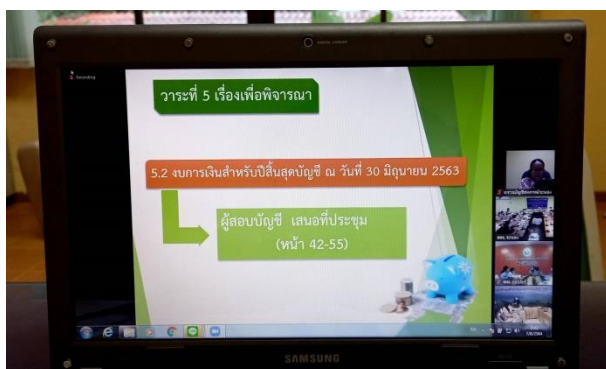 Recording
วาระที่ 5 เรื่องเพื่อพิจารณา
5.2 งบการเงินสำหรับปีสิ้นสุดบัญชี ณ วันที่ 30 มิถุนายน 2563
ผู้สอบบัญชี เสนอที่ประชุม
(หน้า 42-55)
EN
SAMSUNG